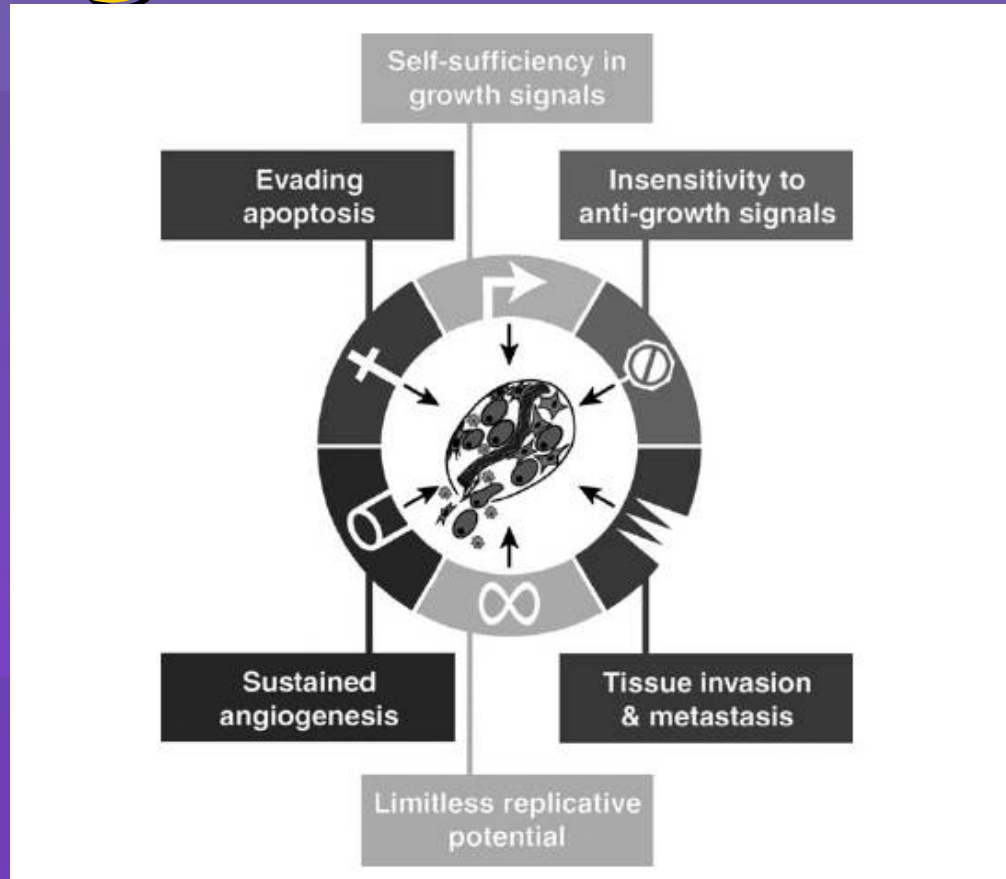 Self-sufficiency in
growth signals
Evading
apoptosis
Insensitivity to
anti-growth signals
Sustained
angiogenesis
Tissue invasion
& metastasis
Limitless replicative
potential